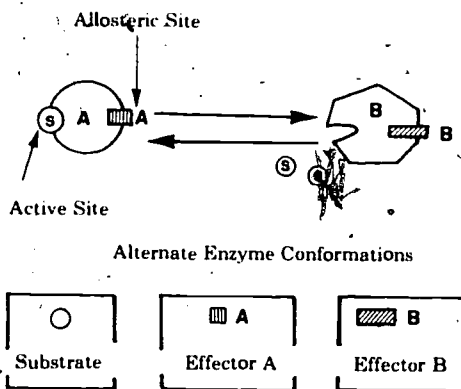 Allosteric Site
S A A B B
S
Active Site
Alternate Enzyme Conformations
A B
Substrate Effector A Effector B